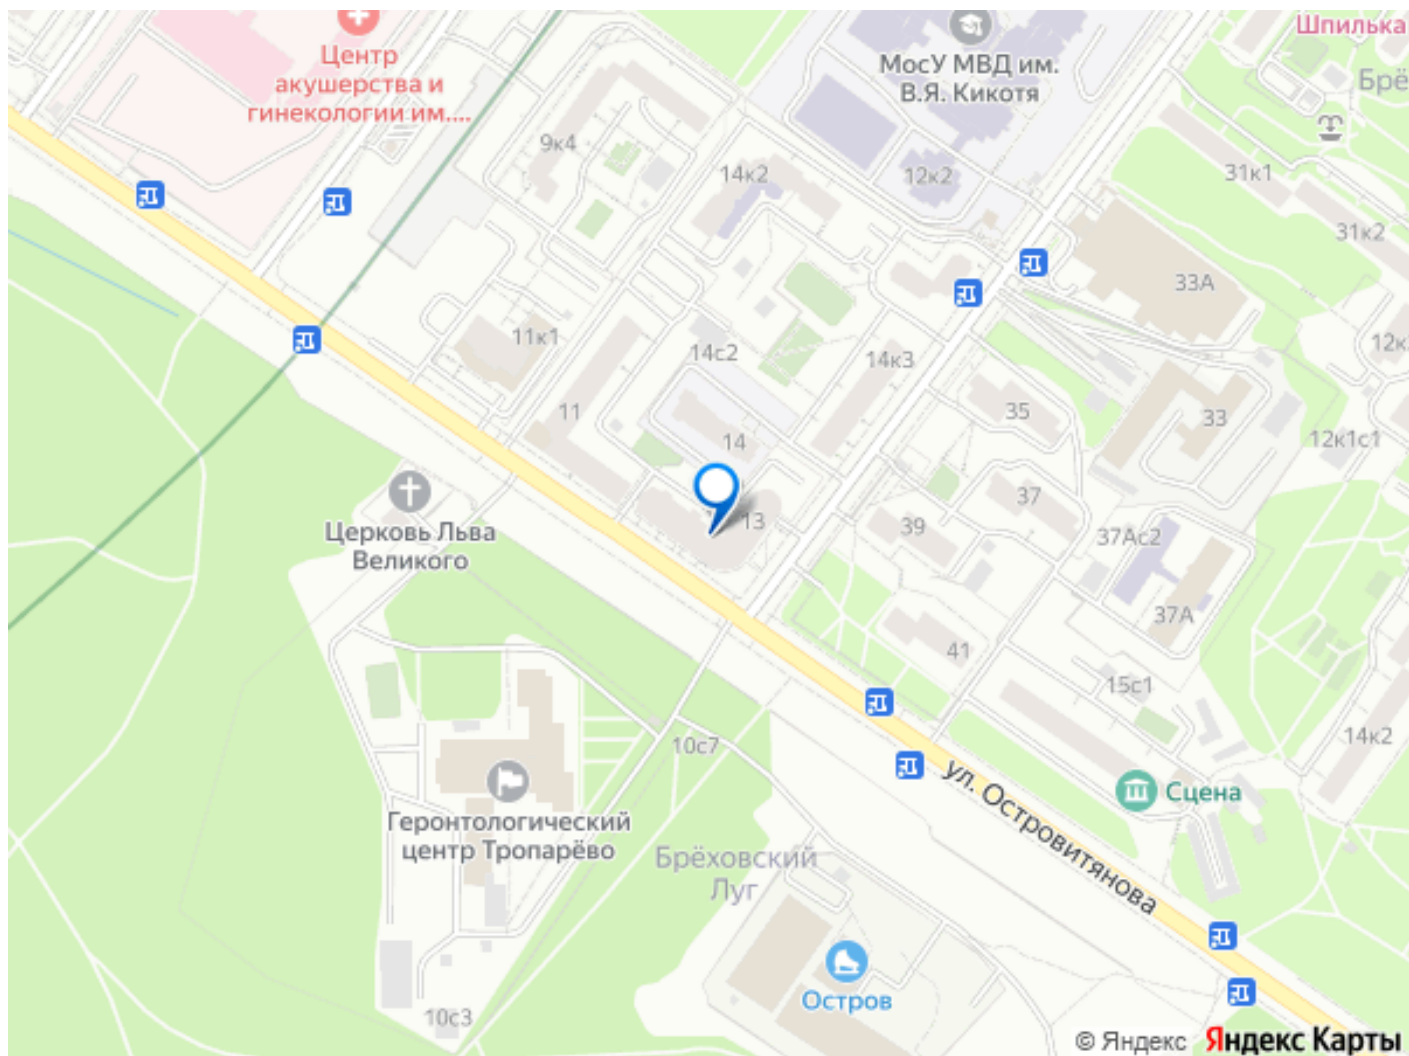 Шпилька
Центр
акушерства и
гинекологии им....
МосУ МВД им.
В.Я. Кикотя
Брё
9к4
14к2
12к2
31к1
31к2
33А
11к1
14с2
14к3
12к
11
14
35
33
12к1с1
Церковь Льва
Великого
13
39
37
37Ас2
37А
41
15с1
10с7
14к2
ул. Островитянова
Сцена
Геронтологический
центр Тропарёво
Брёховский
Луг
Остров
10с3
© Яндекс Яндекс Карты